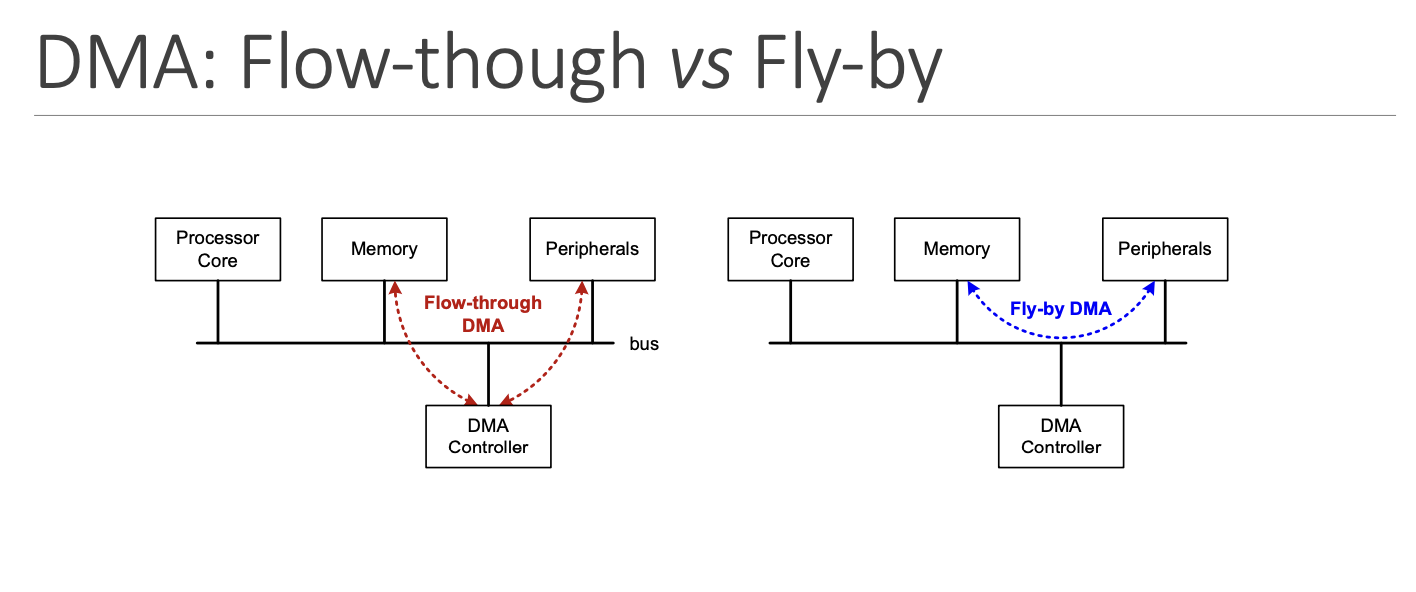 DMA: Flow-though vs Fly-by
Processor
Core
Memory
Peripherals
Flow-through
DMA
bus
DMA
Controller
Processor
Core
Memory
Peripherals
Fly-by DMA
DMA
Controller